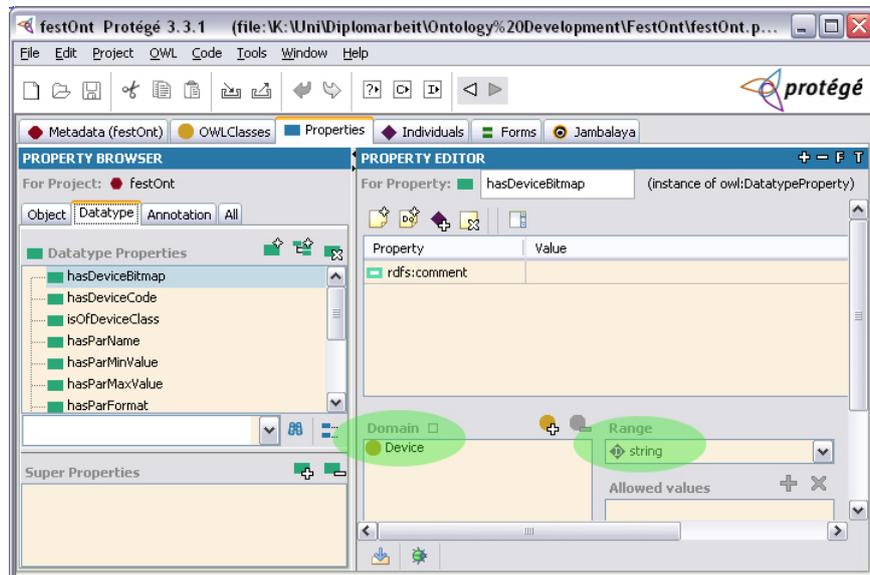 festOnt Protégé 3.3.1 (file:\K:\Uni\Diplomarbeit\Ontology%20Development\FestOnt\festOnt.p...
File Edit Project OWL Code Tools Window Help
protégé
Metadata (festOnt) OWLClasses Properties Individuals Forms Jambalaya
PROPERTY BROWSER
For Project: festOnt
Object Datatype Annotation All
Datatype Properties
hasDeviceBitmap
hasDeviceCode
isOfDeviceClass
hasParName
hasParMinValue
hasParMaxValue
hasParFormat
Super Properties
PROPERTY EDITOR + − F T
For Property: hasDeviceBitmap (instance of owl:DatatypeProperty)
Property Value
rdfs:comment
Domain
Device
Range
string
Allowed values